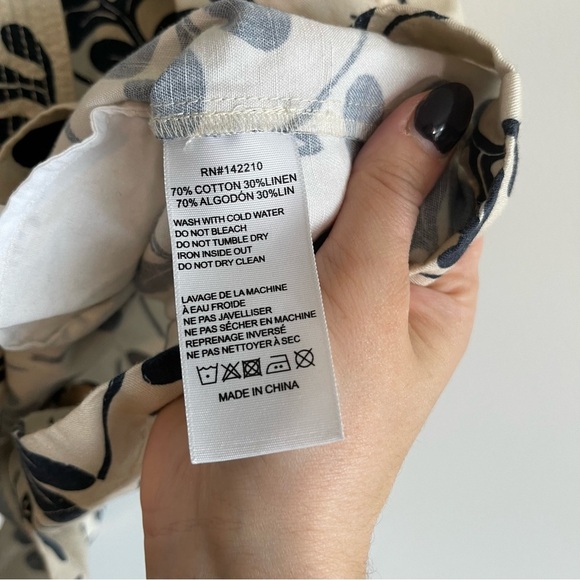 RN#142210
70% COTTON 30%LINEN
70% ALGODÓN 30%LIN
WASH WITH COLD WATER
DO NOT BLEACH
DO NOT TUMBLE DRY
IRON INSIDE OUT
DO NOT DRY CLEAN
LAVAGE DE LA MACHINE
À EAU FROIDE
NE PAS JAVELLISER
NE PAS SÉCHER EN MACHINE
REPRENAGE INVERSÉ
NE PAS NETTOYER À SEC
MADE IN CHINA